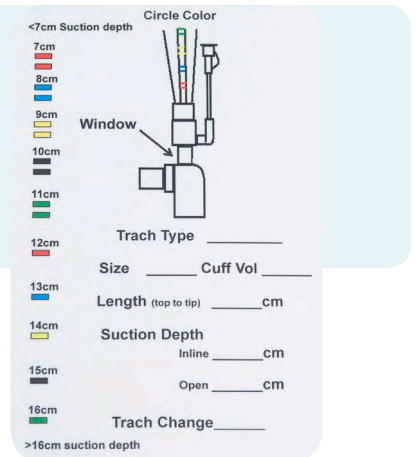 Circle Color
<7cm Suction depth
7cm
8cm
9cm
Window
10cm
11cm
Trach Type ________
12cm
Size ______ Cuff Vol ______
13cm
Length (top to tip) ______cm
14cm
Suction Depth
Inline ______cm
15cm
Open ______cm
16cm
Trach Change______
>16cm suction depth